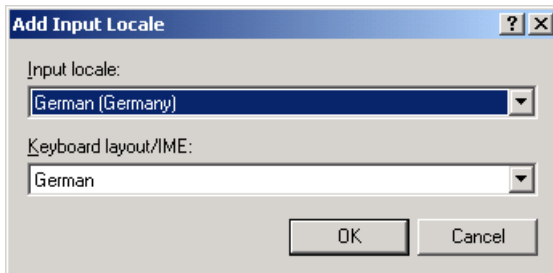 Add Input Locale
Input locale:
German (Germany)
Keyboard layout/IME:
German
OK Cancel